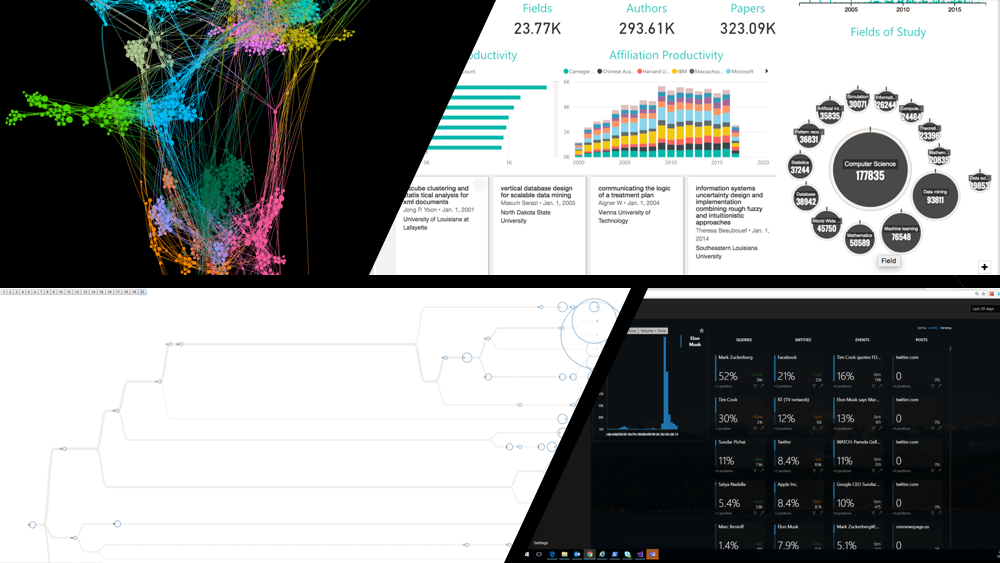 Fields
Authors
Papers
23.77K
293.61K
323.09K
2005
2010
2015
Fields of Study
Affiliation Productivity
Carnegie ...
Chinese Aca...
Harvard U...
IBM
Massachus...
Microsoft
6K
4K
2K
0K
2000
2005
2010
2015
2020
0K
1K
vertical database design
for scalable data mining
Masum Serazi • Jan. 1, 2005
North Dakota State
University
communicating the logic
of a treatment plan
Aigner W • Jan. 1, 2004
Vienna University of
Technology
information systems
uncertainty design and
implementation
combining rough fuzzy
and intuitionistic
approaches
Theresa Beaubouef • Jan. 1,
2014
Southeastern Louisiana
University
xml documents
Jong P. Yoon • Jan. 1, 2001
University of Louisiana at
Lafayette
Computer Science
177835
Simulation
30071
Informati...
26244
Compute...
24464
Theoreti...
23396
Mathem...
20835
Data sci...
19853
Data mining
93811
Machine learning
76548
Mathematics
50589
World Wide ...
45750
Database
38942
Statistics
37244
Pattern reco...
36831
Artificial int...
35835
Field
1 2 3 4 5 6 7 8 9 10 11 12 13 14 15 16 17 18 19 20
Last 30 days
Volume + Time
Elon
Musk
QUOTES
ENTITIES
EVENTS
POSTS
Mark Zuckerberg
52%
Facebook
21%
Tim Cook quotes FD...
16%
twitter.com
0
Tim Cook
30%
RT (TV network)
12%
Elon Musk says Mar...
13%
twitter.com
0
Sundar Pichai
11%
Twitter
8.4%
WATCH: Pamela Gell...
11%
twitter.com
0
Satya Nadella
5.4%
Apple Inc.
8.4%
Google CEO Sundar...
10%
twitter.com
0
Marc Benioff
1.4%
Elon Musk
7.9%
Mark Zuckerberg#...
5.1%
onenewspage.us
0
Settings